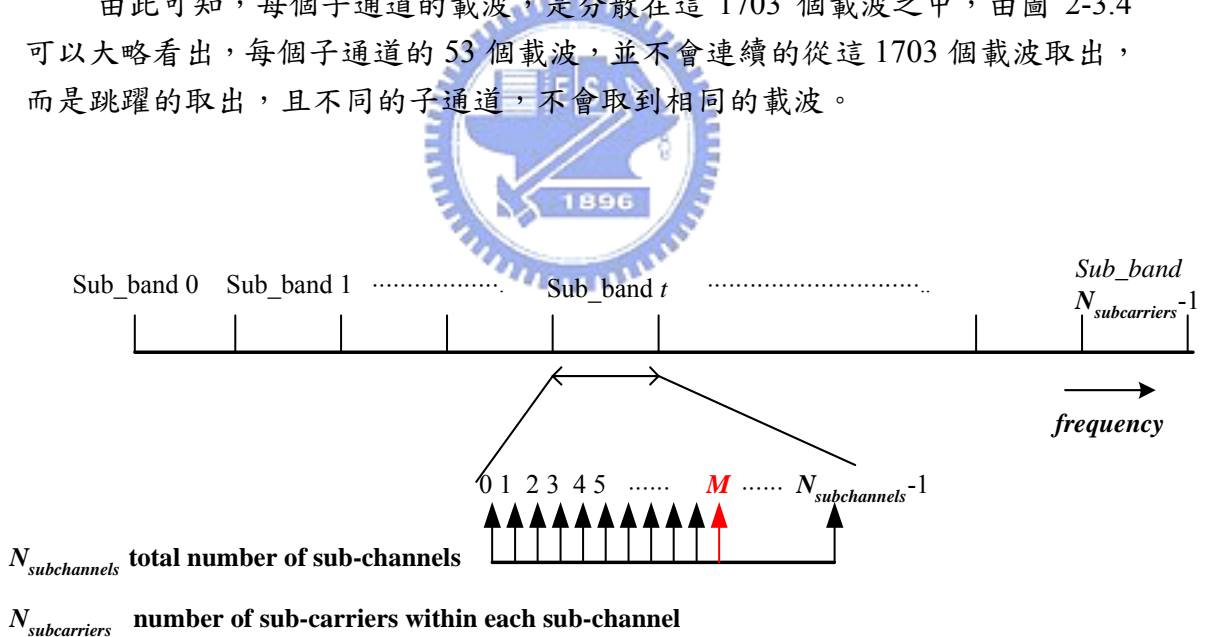 由此可知，每個子通道的載波，是分散在這 1703 個載波之中，由圖 2-3.4
可以大略看出，每個子通道的 53 個載波，並不會連續的從這 1703 個載波取出，
而是跳躍的取出，且不同的子通道，不會取到相同的載波。
1896
Sub_band 0 Sub_band 1 ................... Sub_band t ...............................
Sub_band
N_subcarriers-1
frequency
0 1 2 3 4 5 ...... M ...... N_subchannels-1
N_subchannels total number of sub-channels
N_subcarriers number of sub-carriers within each sub-channel